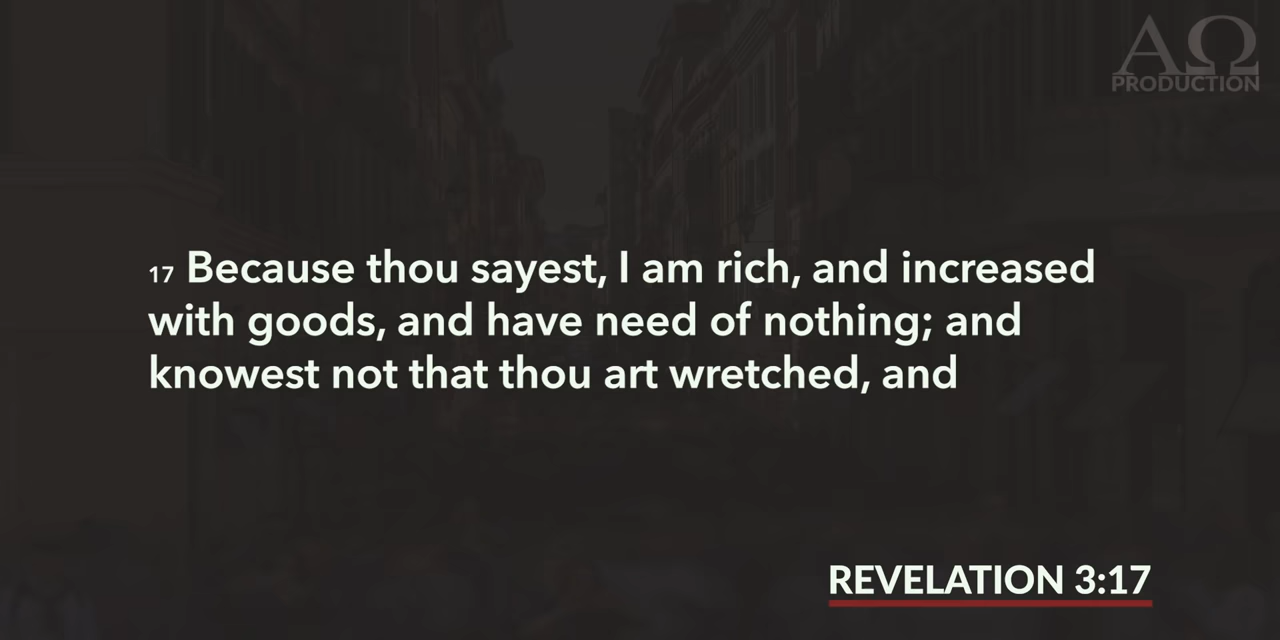 ΑΩ
PRODUCTION
17 Because thou sayest, I am rich, and increased
with goods, and have need of nothing; and
knowest not that thou art wretched, and
REVELATION 3:17